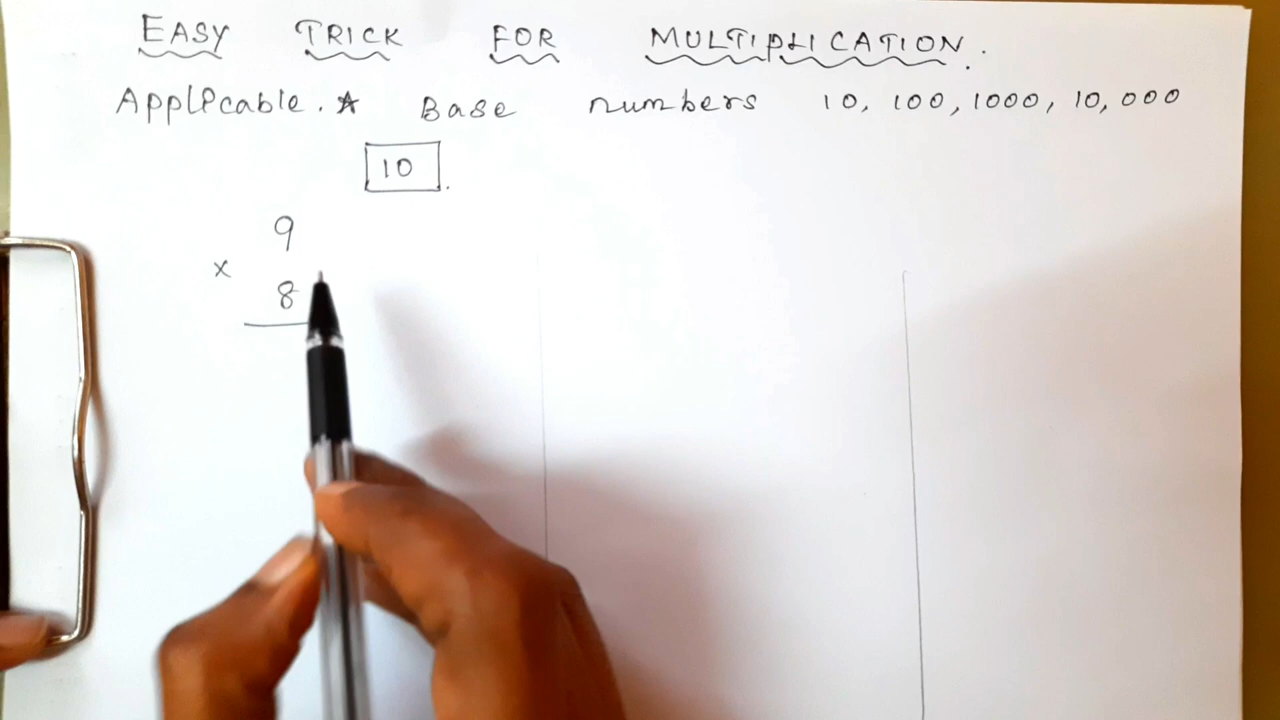 EASY TRICK FOR MULTIPLICATION.
Applicable. ★ Base numbers 10, 100, 1000, 10,000
10.
9
x
8